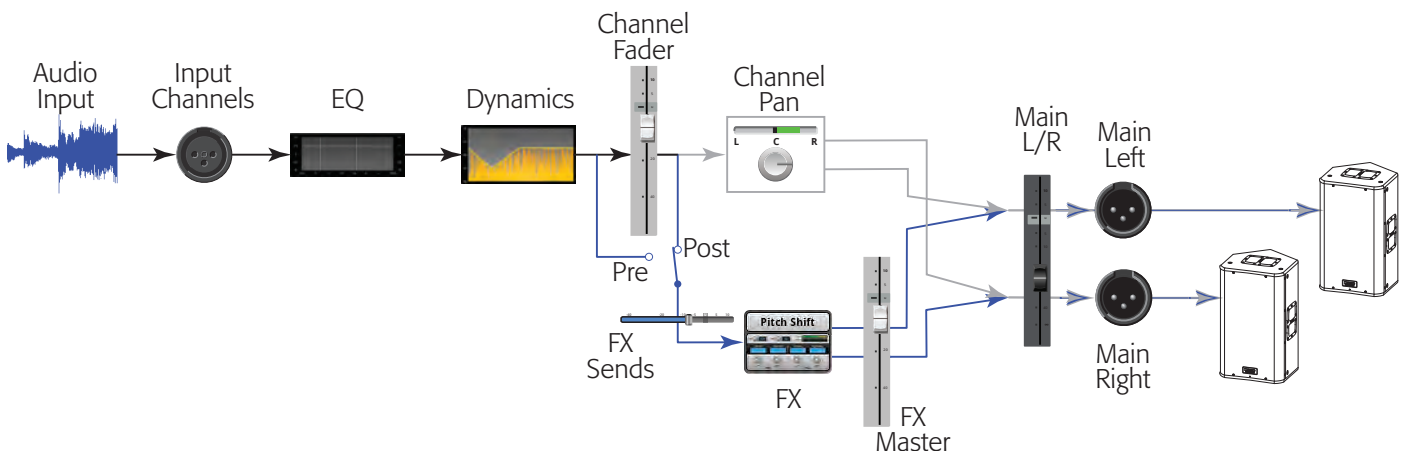 Audio
Input
Input
Channels
EQ
Dynamics
Channel
Fader
Channel
Pan
L C R
Main
L/R
Main
Left
Pre
Post
FX
Sends
Pitch Shift
FX
FX
Master
Main
Right